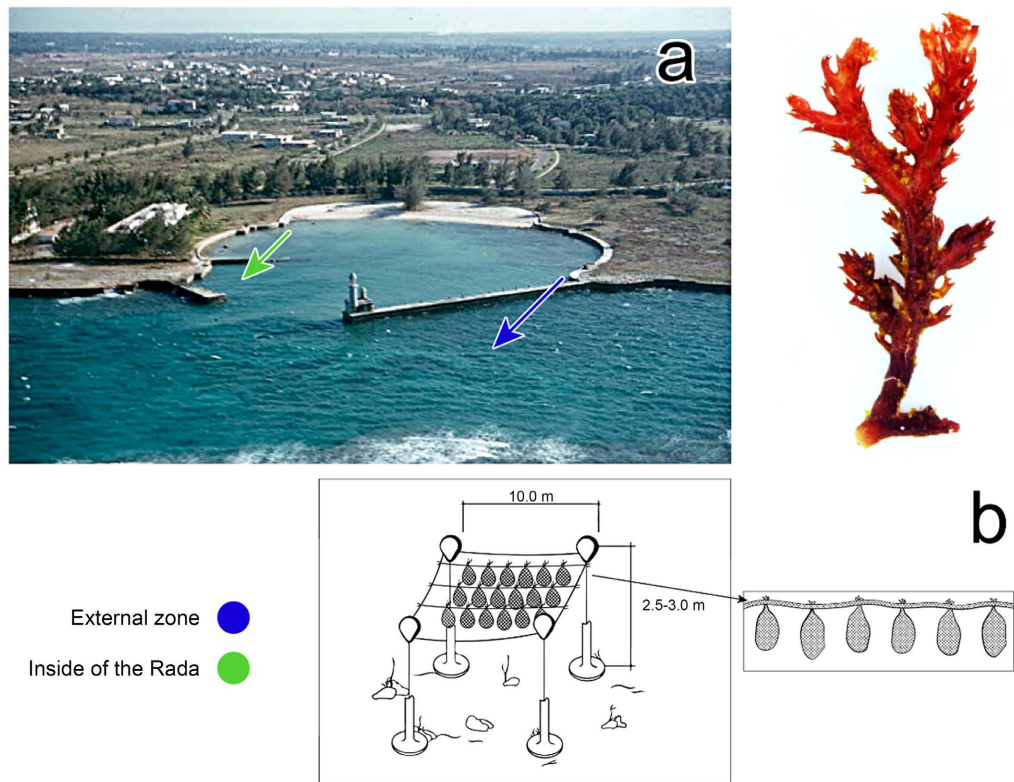 a
10.0 m
b
2.5-3.0 m
External zone
Inside of the Rada